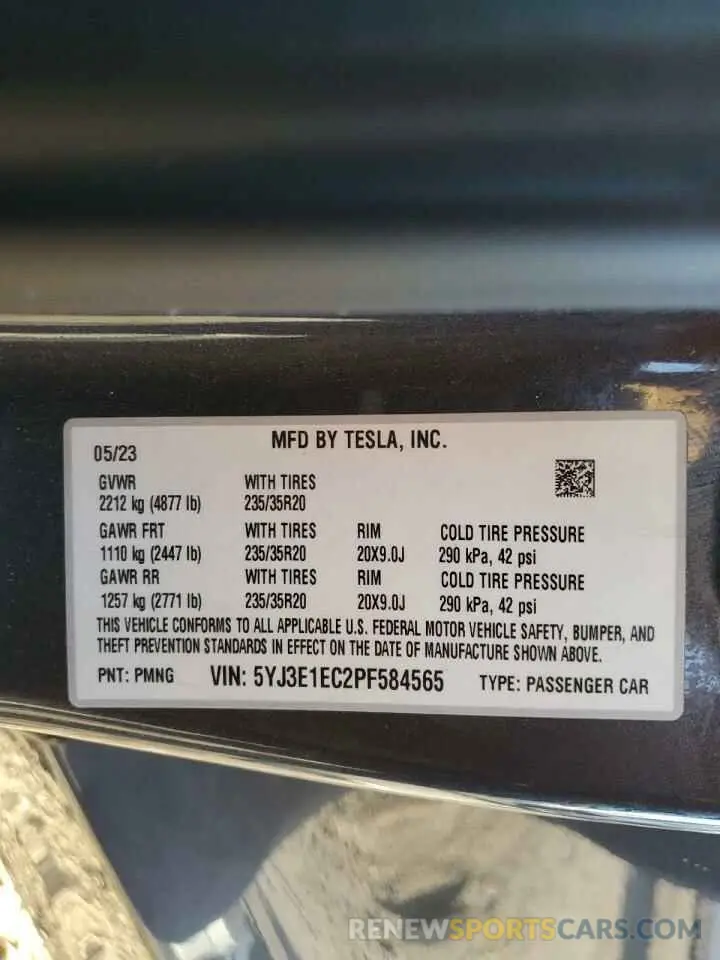 MFD BY TESLA, INC.
05/23
GVWR WITH TIRES
2212 kg (4877 lb) 235/35R20
GAWR FRT WITH TIRES RIM COLD TIRE PRESSURE
1110 kg (2447 lb) 235/35R20 20X9.0J 290 kPa, 42 psi
GAWR RR WITH TIRES RIM COLD TIRE PRESSURE
1257 kg (2771 lb) 235/35R20 20X9.0J 290 kPa, 42 psi
THIS VEHICLE CONFORMS TO ALL APPLICABLE U.S. FEDERAL MOTOR VEHICLE SAFETY, BUMPER, AND
THEFT PREVENTION STANDARDS IN EFFECT ON THE DATE OF MANUFACTURE SHOWN ABOVE.
PNT: PMNG VIN: 5YJ3E1EC2PF584565 TYPE: PASSENGER CAR
RENEWSPORTSCARS.COM